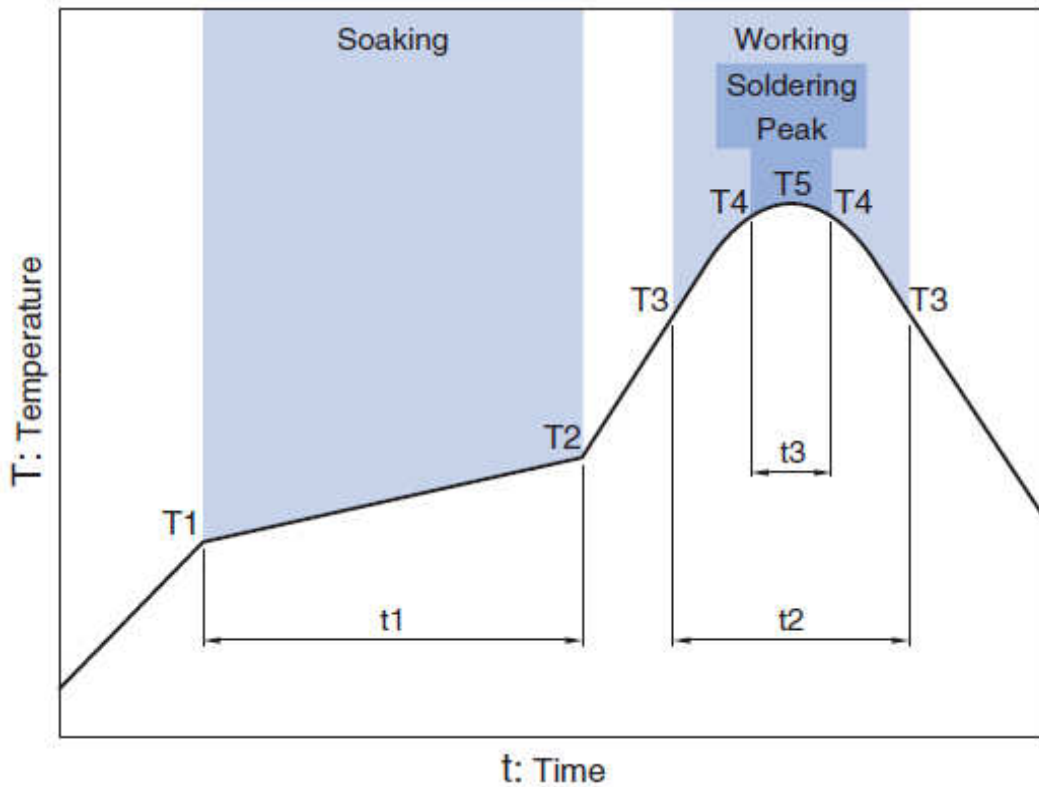 Soaking
Working
Soldering
Peak
T5
T4
T4
T3
T3
T2
T1
t3
t1
t2
T: Temperature
t: Time